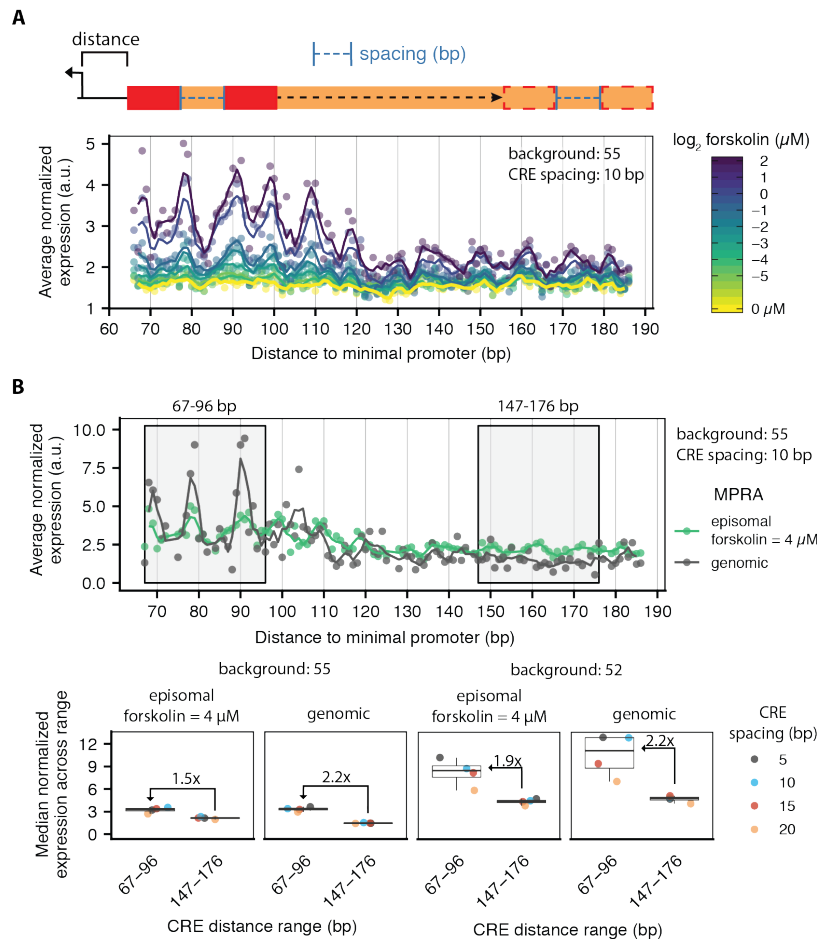 A
distance
spacing (bp)
log2 forskolin (µM)
background: 55
CRE spacing: 10 bp
Average normalized
expression (a.u.)
5
4
3
2
1
60 70 80 90 100 110 120 130 140 150 160 170 180 190
Distance to minimal promoter (bp)
2
1
0
−1
−2
−3
−4
−5
0 µM
B
67-96 bp
147-176 bp
background: 55
CRE spacing: 10 bp
Average normalized
expression (a.u.)
10.0
7.5
5.0
2.5
0.0
70 80 90 100 110 120 130 140 150 160 170 180 190
Distance to minimal promoter (bp)
MPRA
episomal
forskolin = 4 µM
genomic
background: 55
background: 52
episomal
forskolin = 4 µM
genomic
episomal
forskolin = 4 µM
genomic
Median normalized
expression across range
12
9
6
3
0
1.5x
2.2x
1.9x
2.2x
67–96 147–176 67–96 147–176 67–96 147–176 67–96 147–176
CRE distance range (bp)
CRE distance range (bp)
CRE
spacing (bp)
5
10
15
20